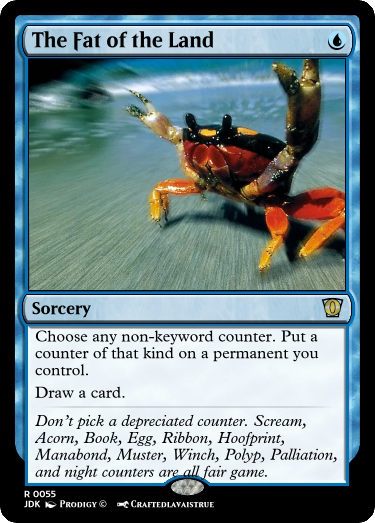 The Fat of the Land
Sorcery
Choose any non-keyword counter. Put a
counter of that kind on a permanent you
control.
Draw a card.
Don't pick a depreciated counter. Scream,
Acorn, Book, Egg, Ribbon, Hoofprint,
Manabond, Muster, Winch, Polyp, Palliation,
and night counters are all fair game.
R 0055
JDK PRODIGY © CRAFTEDLAVAISTRUE